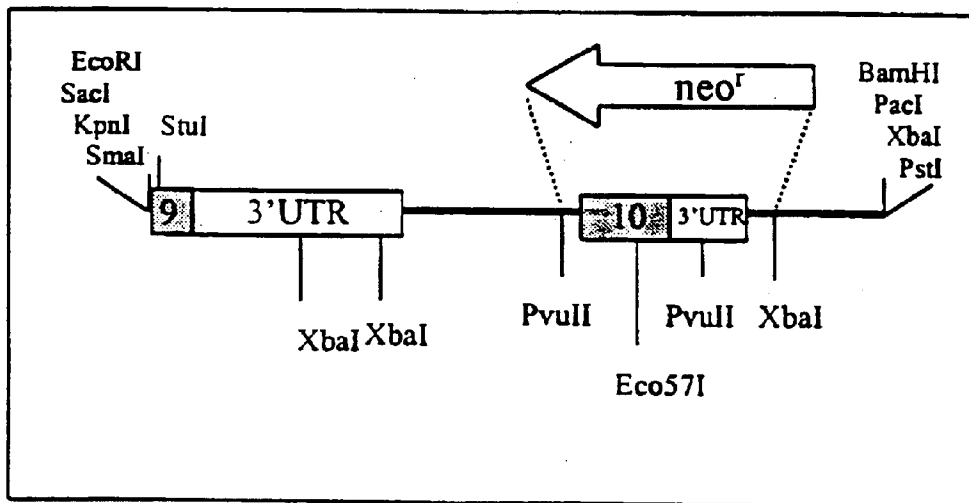 EcoRI
SacI
KpnI
SmaI
StuI
neoʳ
BamHI
PacI
XbaI
PstI
9
3'UTR
10
3'UTR
PvuII
PvuII
XbaI
XbaI
XbaI
Eco57I